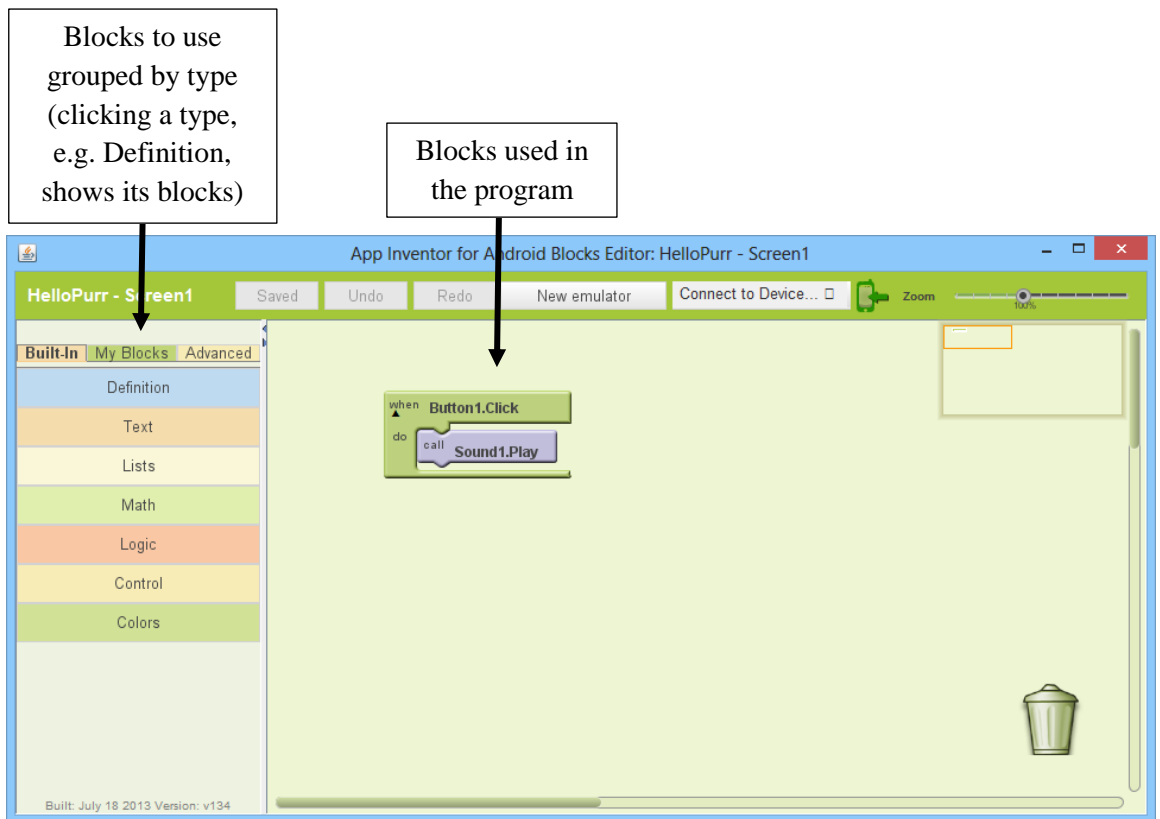 Blocks to use
grouped by type
(clicking a type,
e.g. Definition,
shows its blocks)
Blocks used in
the program
App Inventor for Android Blocks Editor: HelloPurr - Screen1
HelloPurr - Screen1
Saved
Undo
Redo
New emulator
Connect to Device...
Zoom
100%
Built-In
My Blocks
Advanced
Definition
Text
Lists
Math
Logic
Control
Colors
when Button1.Click
do
call Sound1.Play
Built: July 18 2013 Version: v134